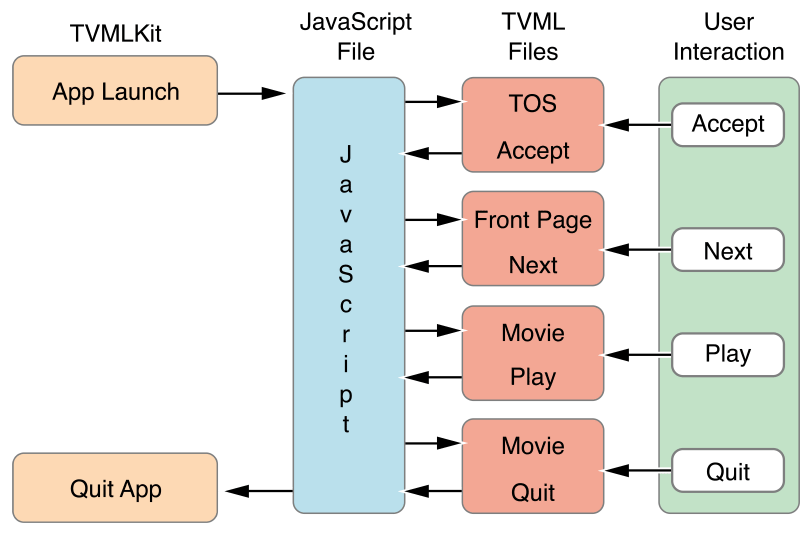 TVMLKit
JavaScript
File
TVML
Files
User
Interaction
App Launch
JavaScript
TOS
Accept
Accept
Front Page
Next
Next
Movie
Play
Play
Movie
Quit
Quit
Quit App